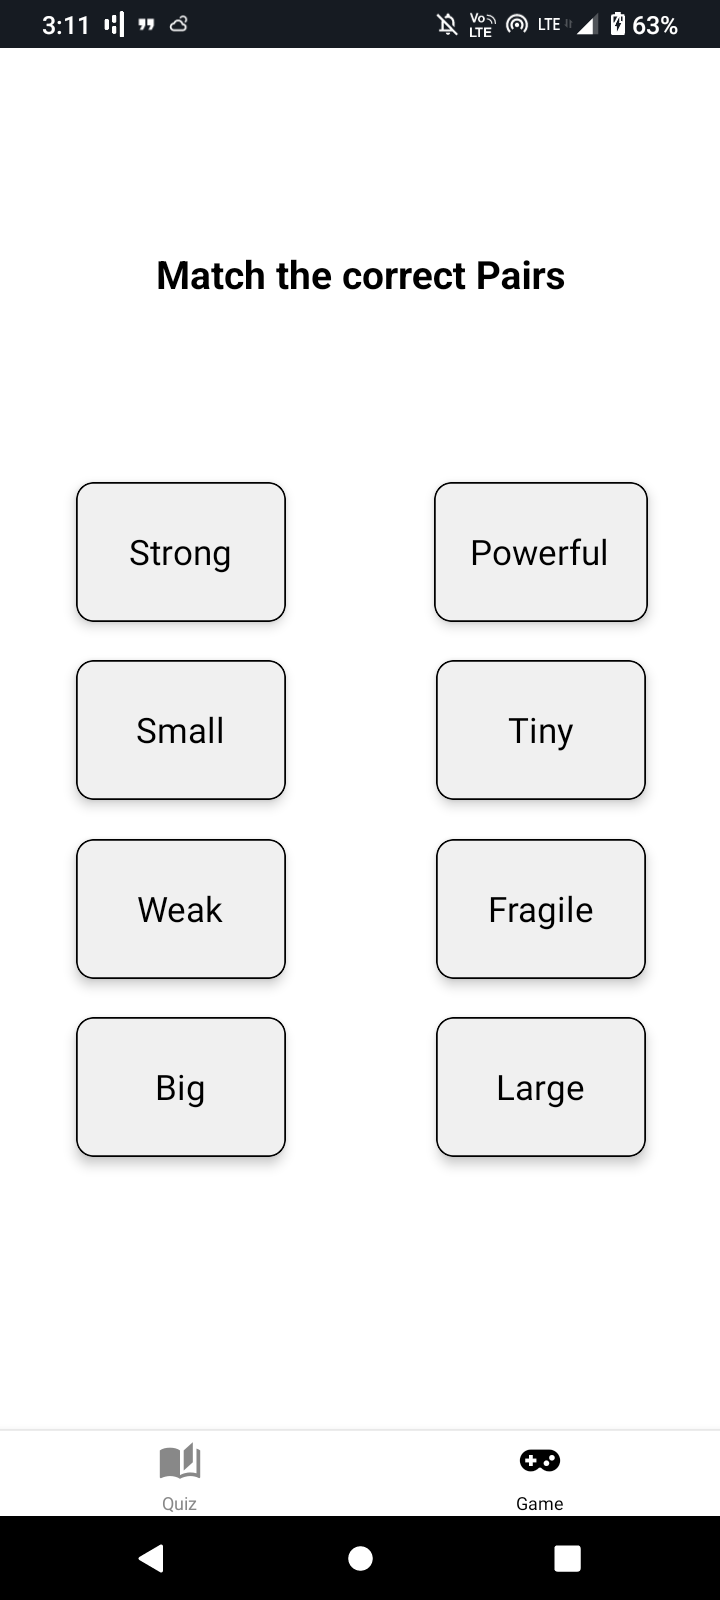 3:11 Vo LTE LTE 63%
Match the correct Pairs
Strong Powerful
Small Tiny
Weak Fragile
Big Large
Quiz Game